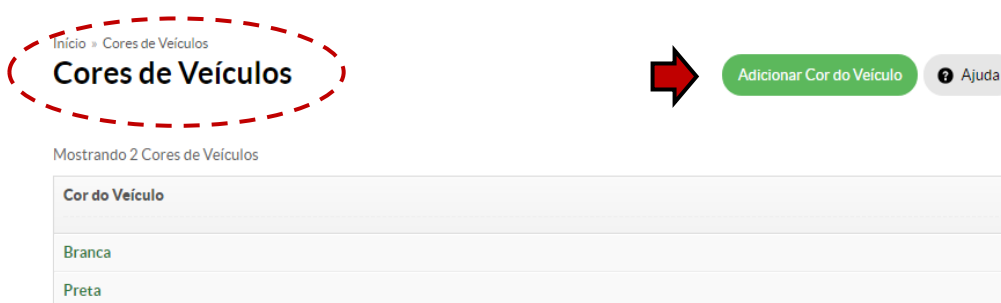 Início » Cores de Veículos
Cores de Veículos
Adicionar Cor do Veículo
Ajuda
Mostrando 2 Cores de Veículos
Cor do Veículo
Branca
Preta